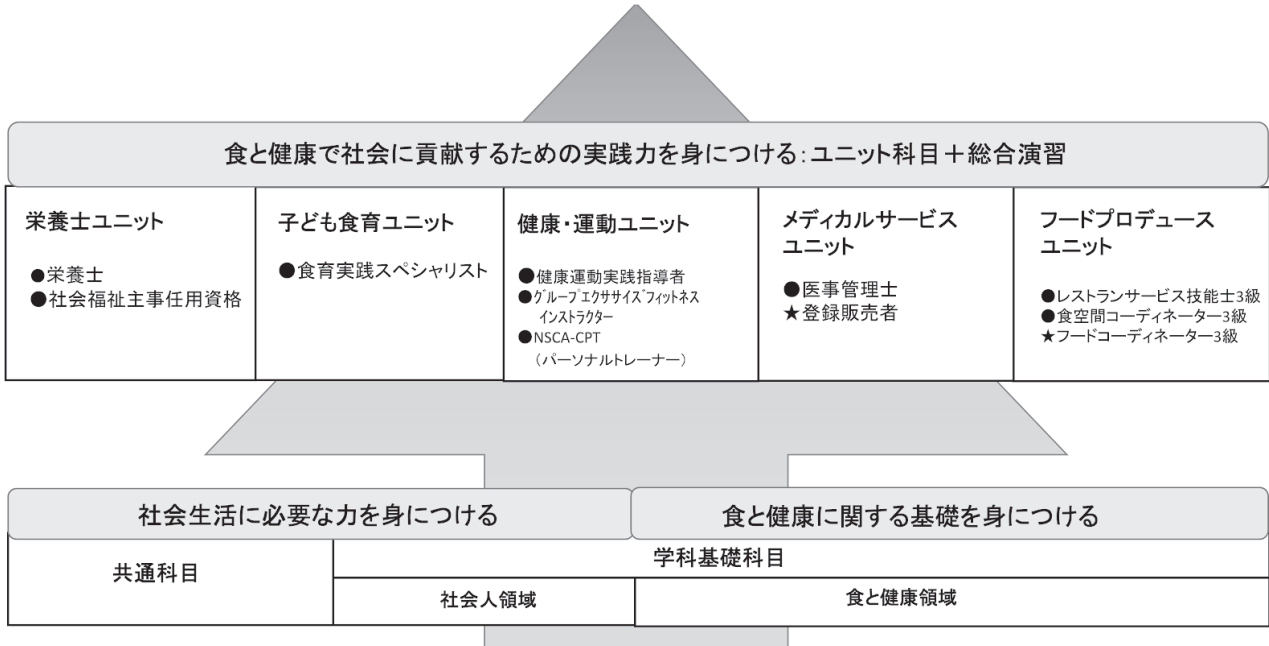 食と健康で社会に貢献するための実践力を身につける:ユニット科目+総合演習
栄養士ユニット
●栄養士
●社会福祉主事任用資格
子ども食育ユニット
●食育実践スペシャリスト
健康・運動ユニット
●健康運動実践指導者
●グループエクササイズフィットネス
インストラクター
●NSCA-CPT
(パーソナルトレーナー)
メディカルサービス
ユニット
●医事管理士
★登録販売者
フードプロデュース
ユニット
●レストランサービス技能士3級
●食空間コーディネーター3級
★フードコーディネーター3級
社会生活に必要な力を身につける
食と健康に関する基礎を身につける
共通科目
学科基礎科目
社会人領域
食と健康領域